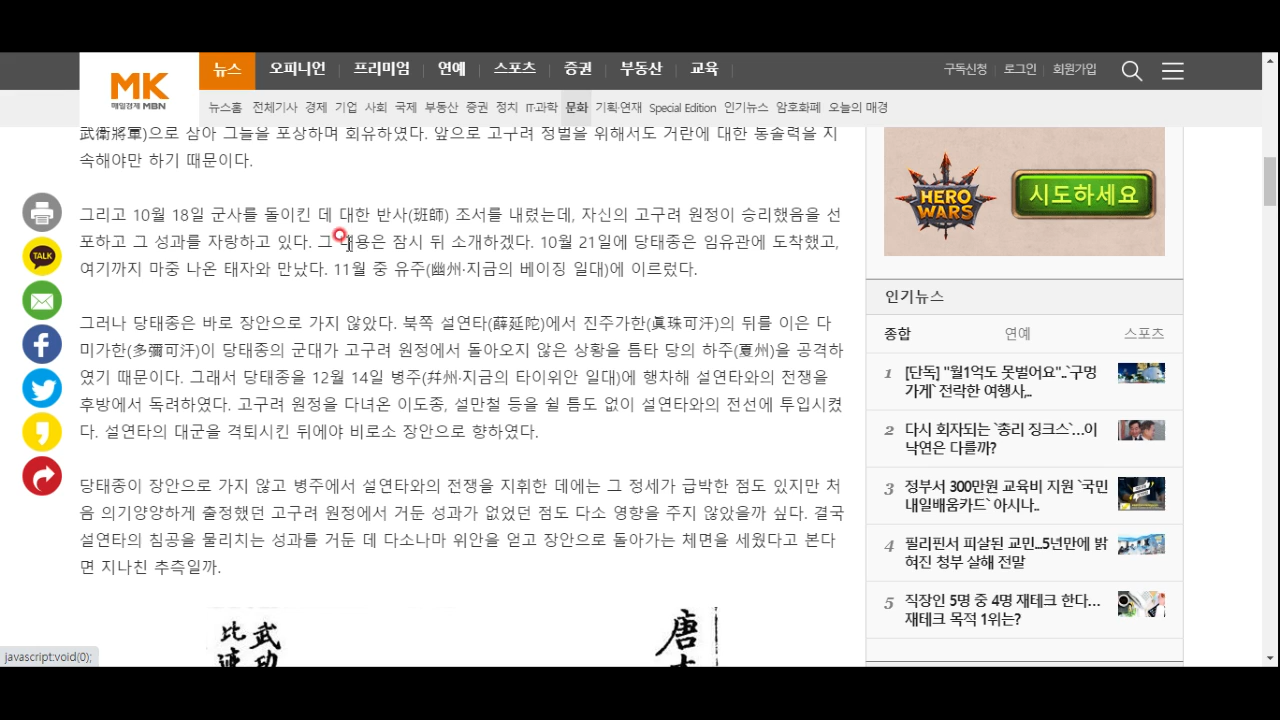 MK
매일경제 MBN
뉴스 오피니언 프리미엄 연예 스포츠 증권 부동산 교육
구독신청 로그인 회원가입
뉴스홈 전체기사 경제 기업 사회 국제 부동산 증권 정치 IT·과학 문화 기획·연재 Special Edition 인기뉴스 암호화폐 오늘의 매경
武衛將軍)으로 삼아 그들을 포상하며 회유하였다. 앞으로 고구려 정벌을 위해서도 거란에 대한 통솔력을 지
속해야만 하기 때문이다.
그리고 10월 18일 군사를 돌이킨 데 대한 반사(班師) 조서를 내렸는데, 자신의 고구려 원정이 승리했음을 선
포하고 그 성과를 자랑하고 있다. 그 내용은 잠시 뒤 소개하겠다. 10월 21일에 당태종은 임유관에 도착했고,
여기까지 마중 나온 태자와 만났다. 11월 중 유주(幽州·지금의 베이징 일대)에 이르렀다.
그러나 당태종은 바로 장안으로 가지 않았다. 북쪽 설연타(薛延陀)에서 진주가한(眞珠可汗)의 뒤를 이은 다
미가한(多彌可汗)이 당태종의 군대가 고구려 원정에서 돌아오지 않은 상황을 틈타 당의 하주(夏州)을 공격하
였기 때문이다. 그래서 당태종을 12월 14일 병주(幷州·지금의 타이위안 일대)에 행차해 설연타와의 전쟁을
후방에서 독려하였다. 고구려 원정을 다녀온 이도종, 설만철 등을 쉴 틈도 없이 설연타와의 전선에 투입시켰
다. 설연타의 대군을 격퇴시킨 뒤에야 비로소 장안으로 향하였다.
당태종이 장안으로 가지 않고 병주에서 설연타와의 전쟁을 지휘한 데에는 그 정세가 급박한 점도 있지만 처
음 의기양양하게 출정했던 고구려 원정에서 거둔 성과가 없었던 점도 다소 영향을 주지 않았을까 싶다. 결국
설연타의 침공을 물리치는 성과를 거둔 데 다소나마 위안을 얻고 장안으로 돌아가는 체면을 세웠다고 본다
면 지나친 추측일까.
武功
比
唐
TALK
HERO
WARS
시도하세요
인기뉴스
종합 연예 스포츠
1 [단독] "월1억도 못벌어요"..`구멍
가게` 전락한 여행사,..
2 다시 회자되는 `총리 징크스`…이
낙연은 다를까?
3 정부서 300만원 교육비 지원 `국민
내일배움카드` 아시나..
4 필리핀서 피살된 교민...5년만에 밝
혀진 청부 살해 전말
5 직장인 5명 중 4명 재테크 한다…
재테크 목적 1위는?
javascript:void(0);